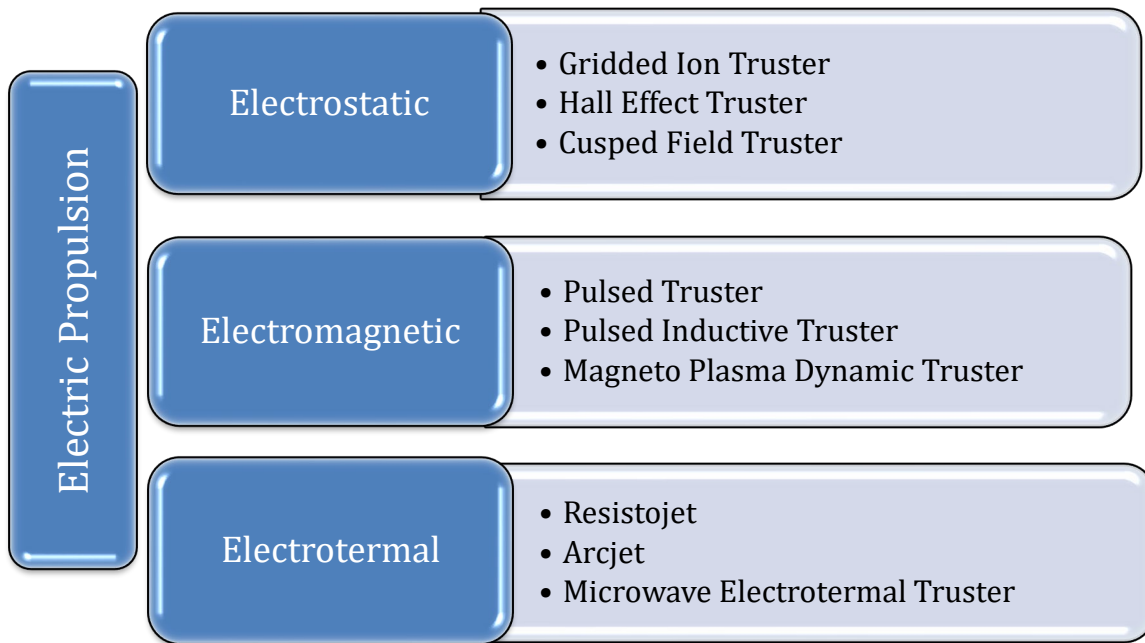 Electric Propulsion
Electrostatic
• Gridded Ion Truster
• Hall Effect Truster
• Cusped Field Truster
Electromagnetic
• Pulsed Truster
• Pulsed Inductive Truster
• Magneto Plasma Dynamic Truster
Electrotermal
• Resistojet
• Arcjet
• Microwave Electrotermal Truster